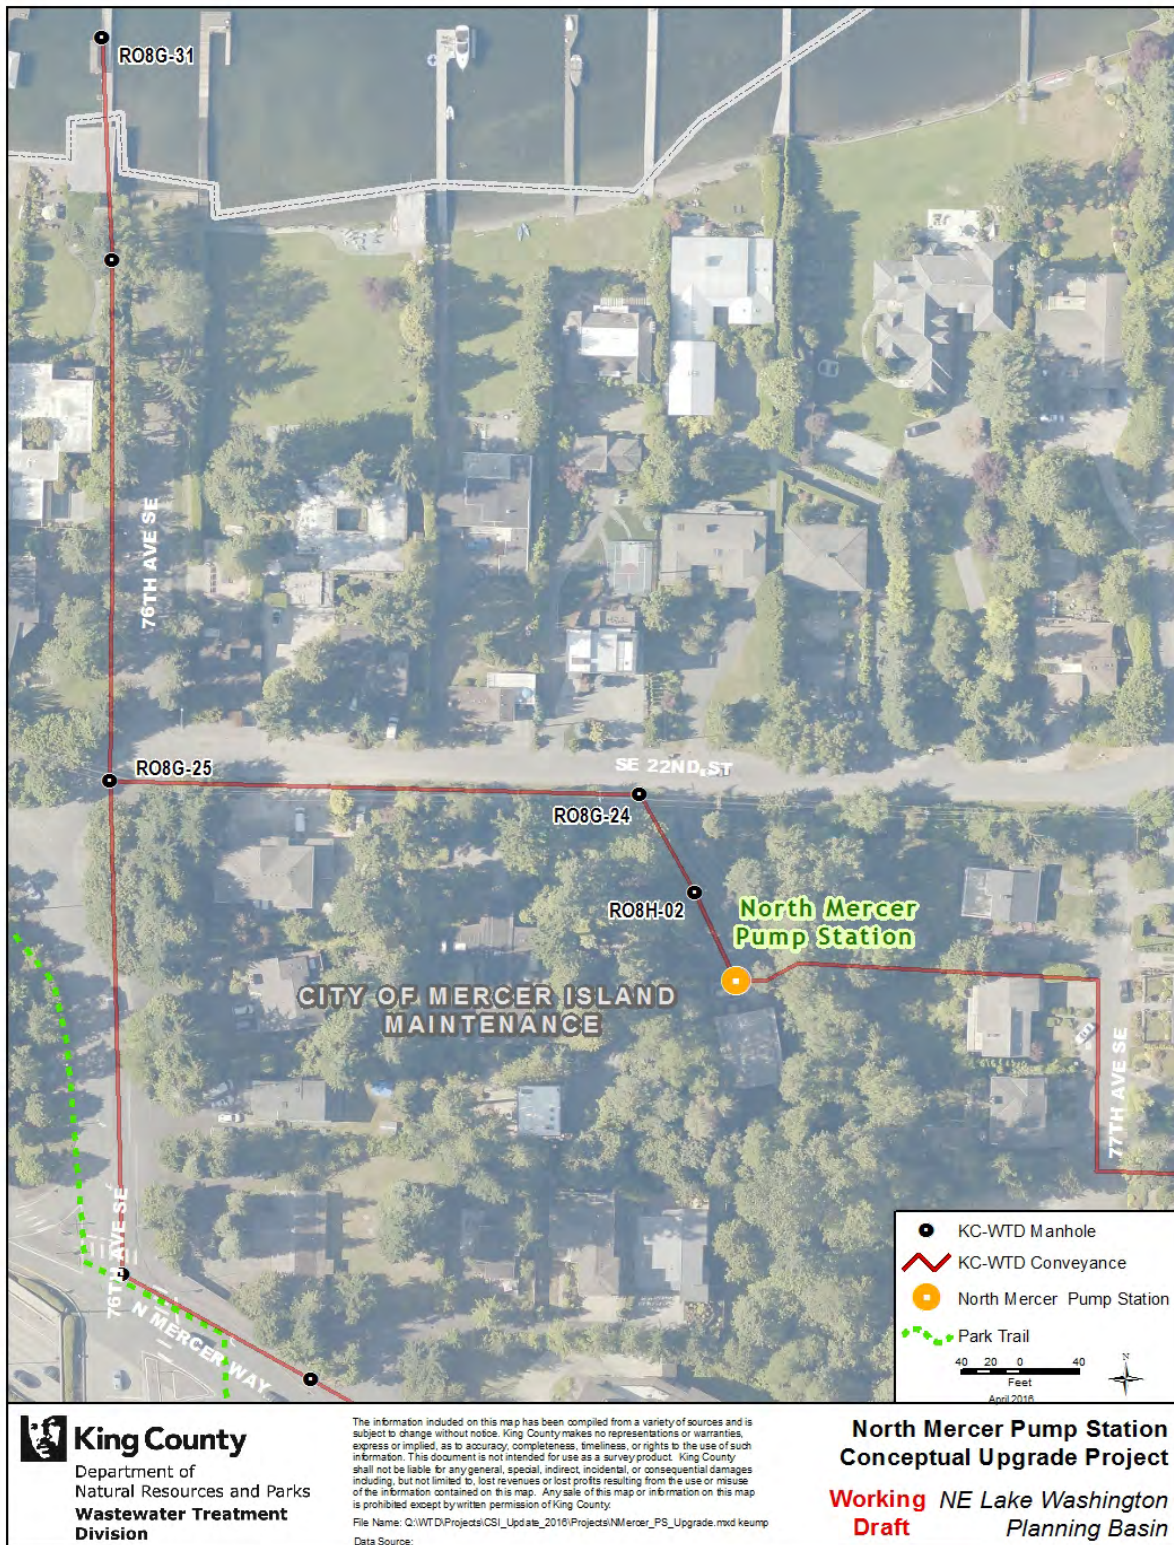 RO8G-31
76TH AVE SE
RO8G-25
SE 22ND ST
RO8G-24
RO8H-02
North Mercer
Pump Station
CITY OF MERCER ISLAND
MAINTENANCE
77TH AVE SE
76TH AVE SE
N MERCER WAY
KC-WTD Manhole
KC-WTD Conveyance
North Mercer Pump Station
Park Trail
N
40 20 0 40
Feet
April 2016
King County
Department of
Natural Resources and Parks
Wastewater Treatment
Division
The information included on this map has been compiled from a variety of sources and is
subject to change without notice. King County makes no representations or warranties,
express or implied, as to accuracy, completeness, timeliness, or rights to the use of such
information. This document is not intended for use as a survey product. King County
shall not be liable for any general, special, indirect, incidental, or consequential damages
including, but not limited to, lost revenues or lost profits resulting from the use or misuse
of the information contained on this map. Any sale of this map or information on this map
is prohibited except by written permission of King County.
File Name: Q:\WTD\Projects\CSI_Update_2016\Projects\NMercer_PS_Upgrade.mxd keump
Data Source:
North Mercer Pump Station
Conceptual Upgrade Project
Working Draft
NE Lake Washington
Planning Basin